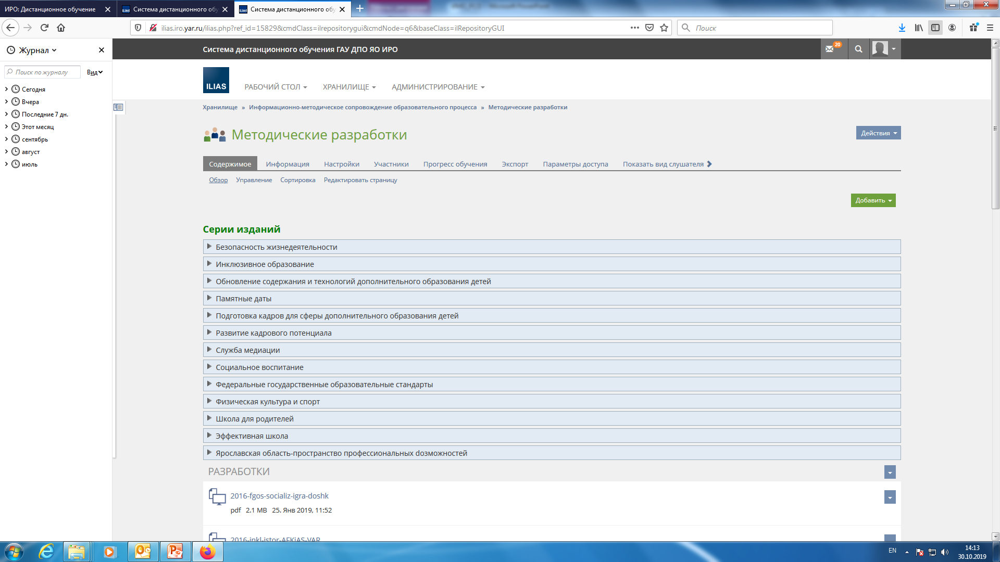 ИРО: Дистанционное обучение
Система дистанционного обу
Система дистанционного обу
ilias.iro.yar.ru/ilias.php?ref_id=15829&cmdClass=ilrepositorygui&cmdNode=q6&baseClass=ilRepositoryGUI
Поиск
Журнал
Поиск по журналу
Вид
Сегодня
Вчера
Последние 7 дн.
Этот месяц
сентябрь
август
июль
Система дистанционного обучения ГАУ ДПО ЯО ИРО
20
ILIAS
РАБОЧИЙ СТОЛ
ХРАНИЛИЩЕ
АДМИНИСТРИРОВАНИЕ
Хранилище » Информационно-методическое сопровождение образовательного процесса » Методические разработки
Методические разработки
Действия
Содержимое Информация Настройки Участники Прогресс обучения Экспорт Параметры доступа Показать вид слушателя
Обзор Управление Сортировка Редактировать страницу
Добавить
Серии изданий
Безопасность жизнедеятельности
Инклюзивное образование
Обновление содержания и технологий дополнительного образования детей
Памятные даты
Подготовка кадров для сферы дополнительного образования детей
Развитие кадрового потенциала
Служба медиации
Социальное воспитание
Федеральные государственные образовательные стандарты
Физическая культура и спорт
Школа для родителей
Эффективная школа
Ярославская область-пространство профессиональных dозможностей
РАЗРАБОТКИ
2016-fgos-socializ-igra-doshk
pdf 2.1 MB 25. Янв 2019, 11:52
2016-inkl-istor-AFKiAS-YAR
EN
14:13
30.10.2019